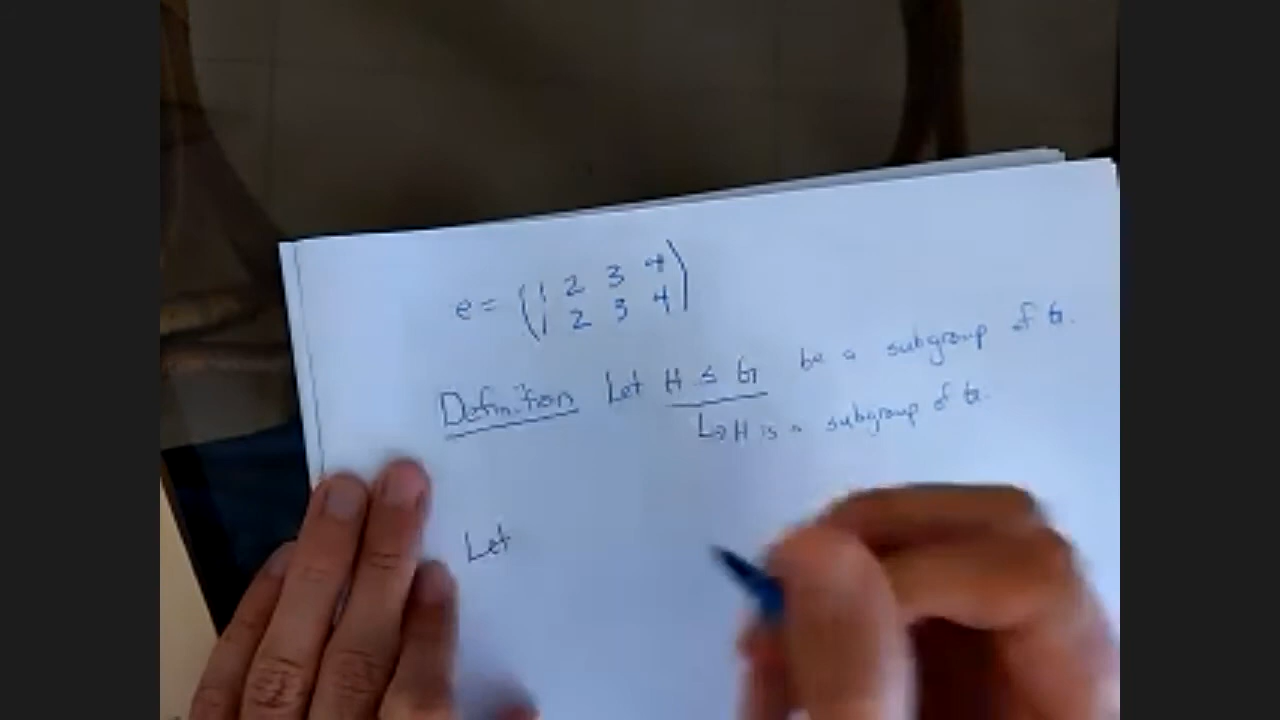 e = ( 1 2 3 4 )
( 1 2 3 4 )
Definition Let H ≤ G be a subgroup of G.
↳ H is a subgroup of G.
Let